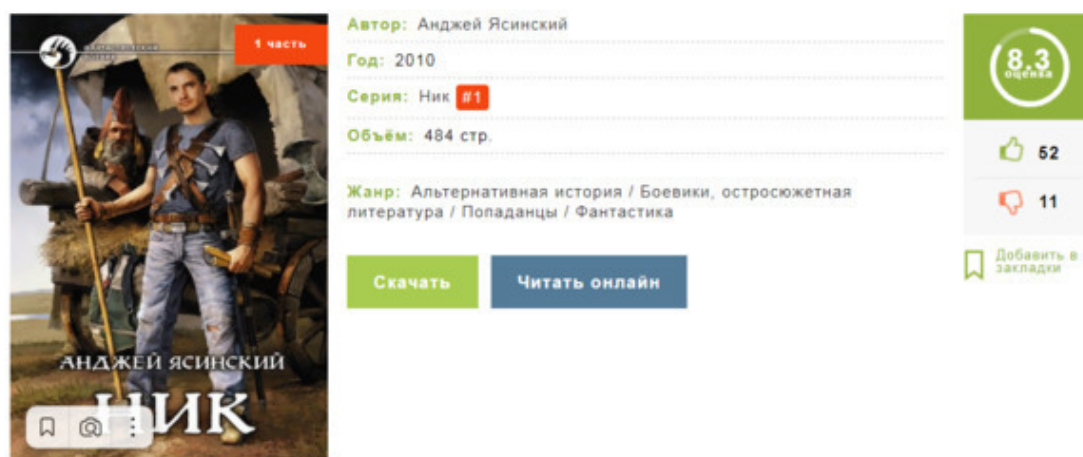 1 часть
Автор: Анджей Ясинский
Год: 2010
Серия: Ник #1
Объём: 484 стр.
Жанр: Альтернативная история / Боевики, остросюжетная
литература / Попаданцы / Фантастика
Скачать
Читать онлайн
8.3
оценка
52
11
Добавить в
закладки
АНДЖЕЙ ЯСИНСКИЙ
НИК